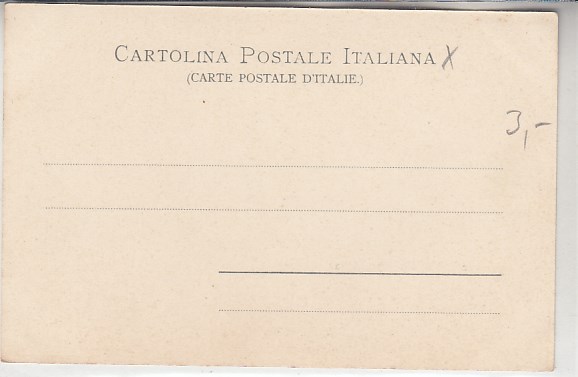 CARTOLINA POSTALE ITALIANA X
(CARTE POSTALE D'ITALIE.)
3,-